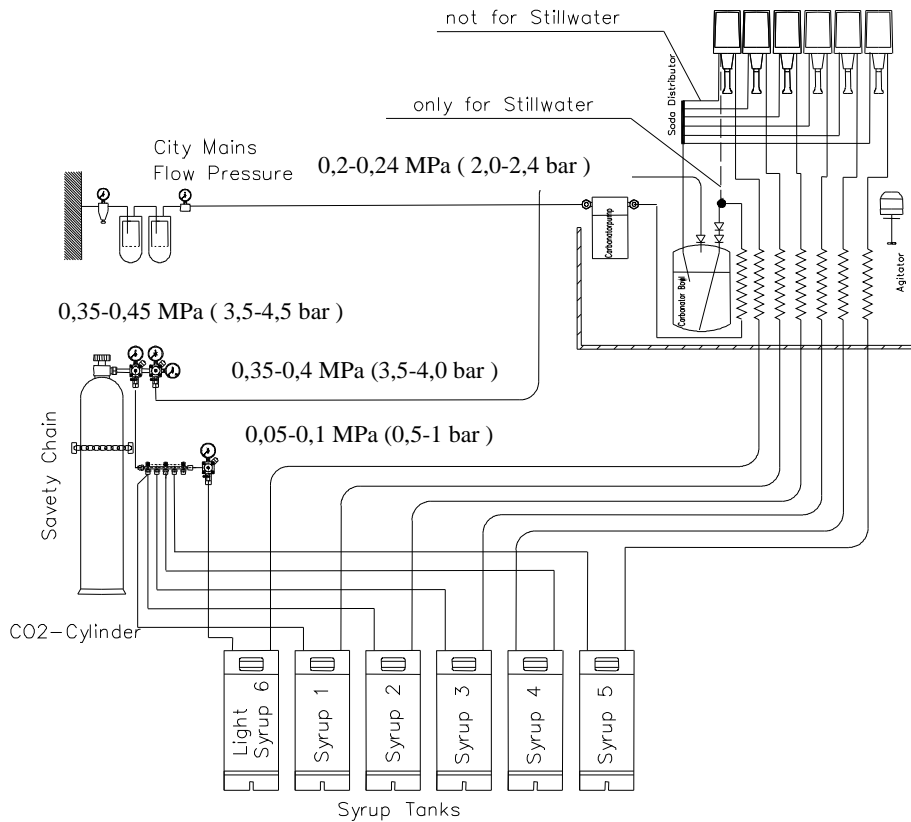 not for Stillwater
only for Stillwater
Soda Distributor
City Mains
Flow Pressure
0,2-0,24 MPa ( 2,0-2,4 bar )
Carbonatorpump
Carbonator Bowl
Agitator
0,35-0,45 MPa ( 3,5-4,5 bar )
0,35-0,4 MPa (3,5-4,0 bar )
0,05-0,1 MPa (0,5-1 bar )
Savety Chain
CO2-Cylinder
Light
Syrup 6
Syrup 1
Syrup 2
Syrup 3
Syrup 4
Syrup 5
Syrup Tanks